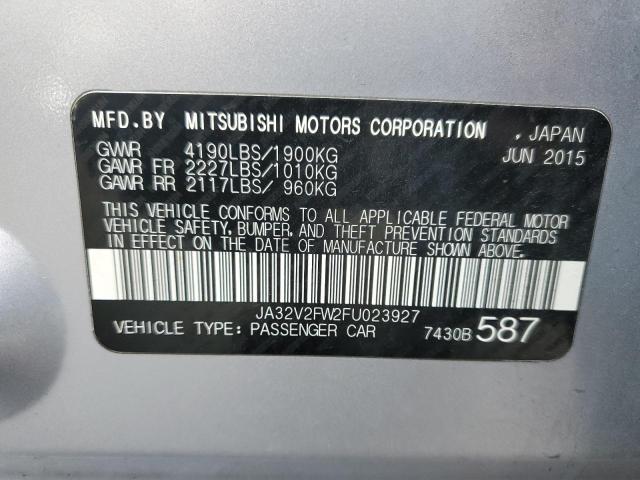 MFD.BY MITSUBISHI MOTORS CORPORATION , JAPAN
GVWR 4190LBS/1900KG JUN 2015
GAWR FR 2227LBS/1010KG
GAWR RR 2117LBS/ 960KG
THIS VEHICLE CONFORMS TO ALL APPLICABLE FEDERAL MOTOR
VEHICLE SAFETY, BUMPER, AND THEFT PREVENTION STANDARDS
IN EFFECT ON THE DATE OF MANUFACTURE SHOWN ABOVE.
JA32V2FW2FU023927
VEHICLE TYPE: PASSENGER CAR 7430B 587